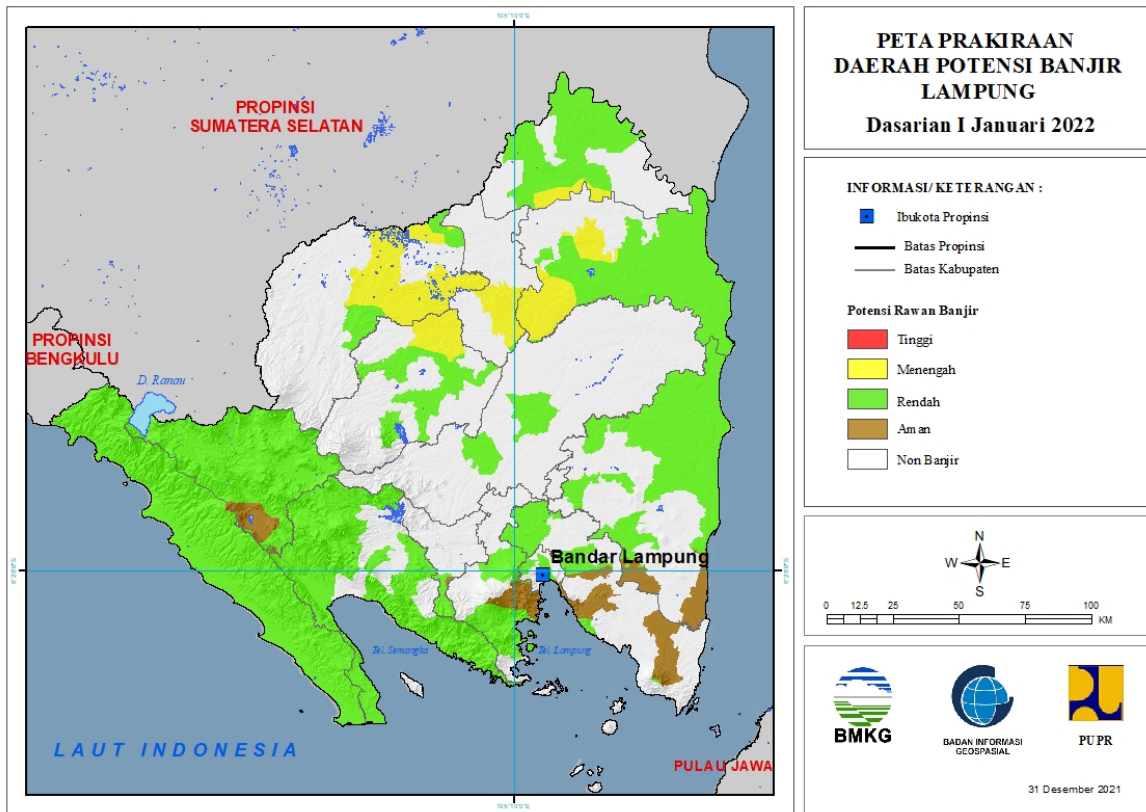 PROPINSI
SUMATERA SELATAN
PROPINSI
BENGKULU
D. Ranau
Bandar Lampung
Tel. Semangka
Tel. Lampung
LAUT INDONESIA
PULAU JAWA
PETA PRAKIRAAN
DAERAH POTENSI BANJIR
LAMPUNG
Dasarian I Januari 2022
INFORMASI/ KETERANGAN :
Ibukota Propinsi
Batas Propinsi
Batas Kabupaten
Potensi Rawan Banjir
Tinggi
Menengah
Rendah
Aman
Non Banjir
N
W E
S
0 12.5 25 50 75 100
KM
BMKG
BADAN INFORMASI
GEOSPASIAL
PUPR
31 Desember 2021